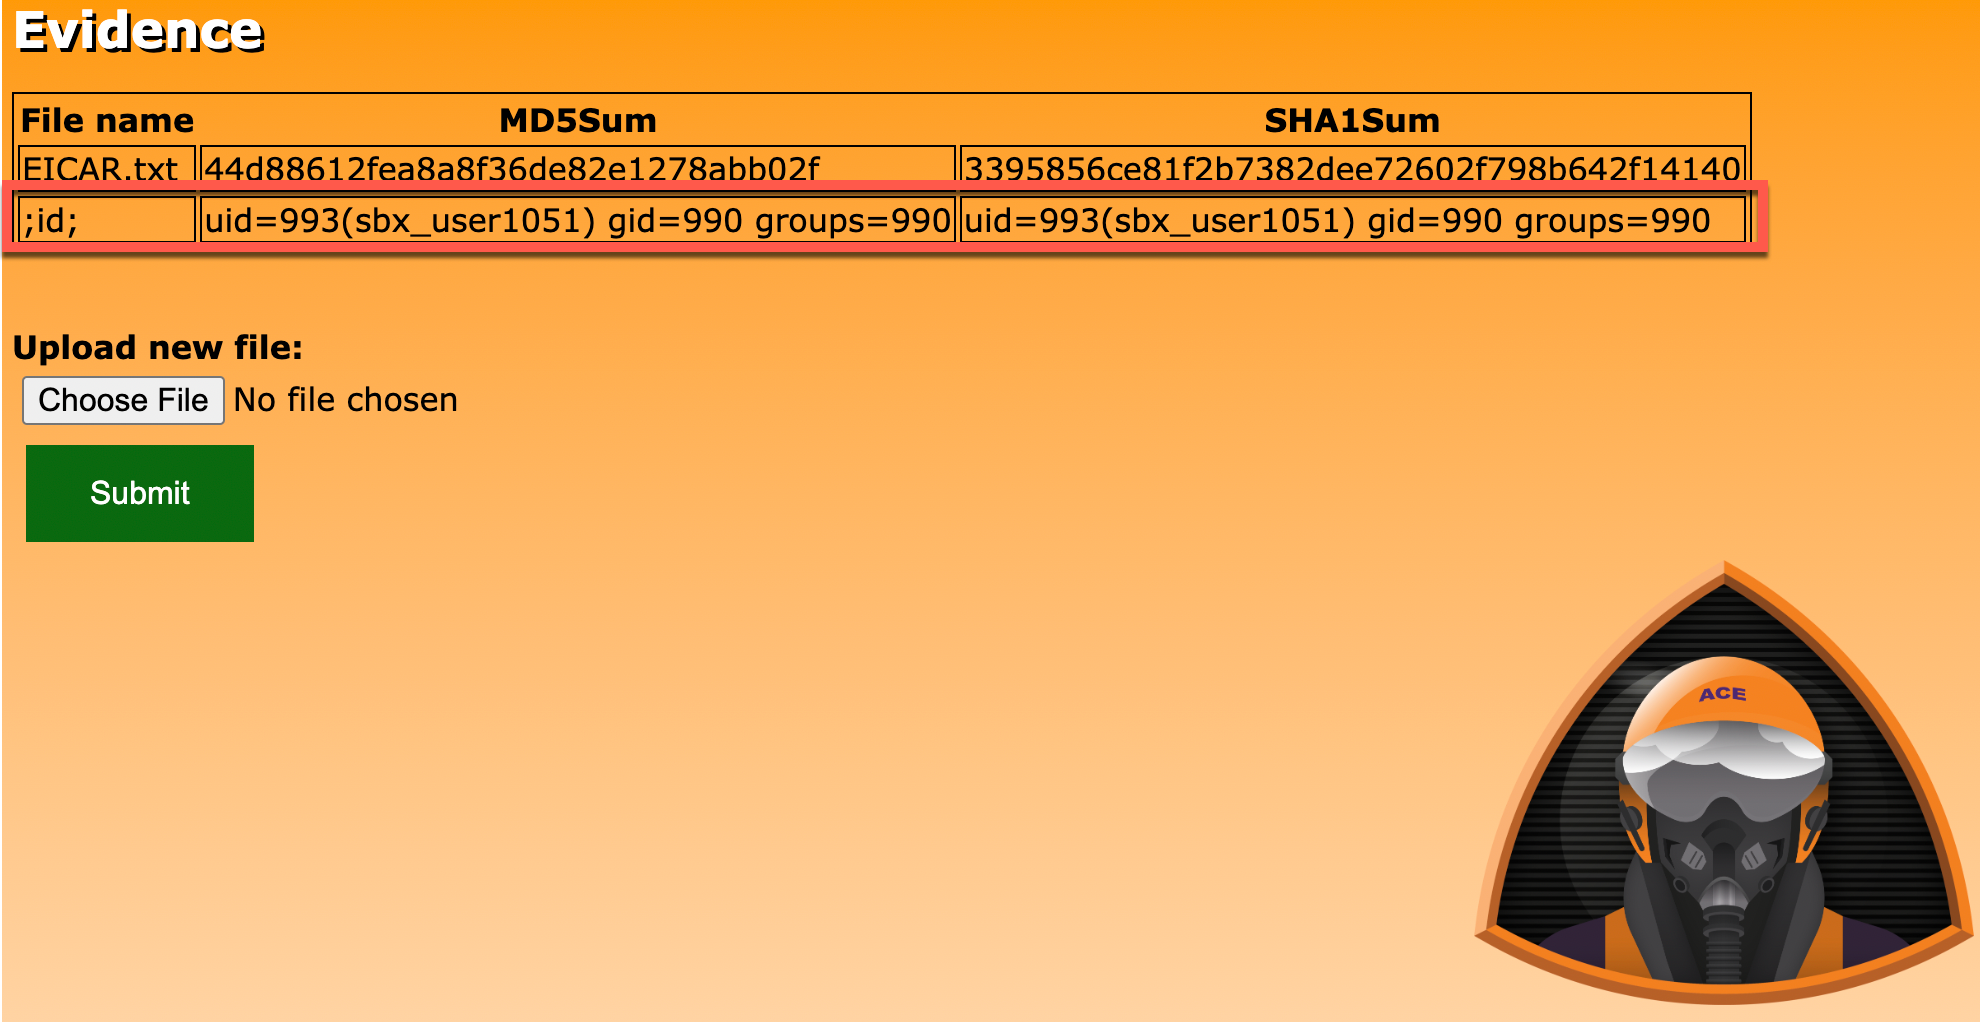 Evidence
File name MD5Sum SHA1Sum
EICAR.txt 44d88612fea8a8f36de82e1278abb02f 3395856ce81f2b7382dee72602f798b642f14140
;id; uid=993(sbx_user1051) gid=990 groups=990 uid=993(sbx_user1051) gid=990 groups=990
Upload new file:
Choose File No file chosen
Submit
ACE